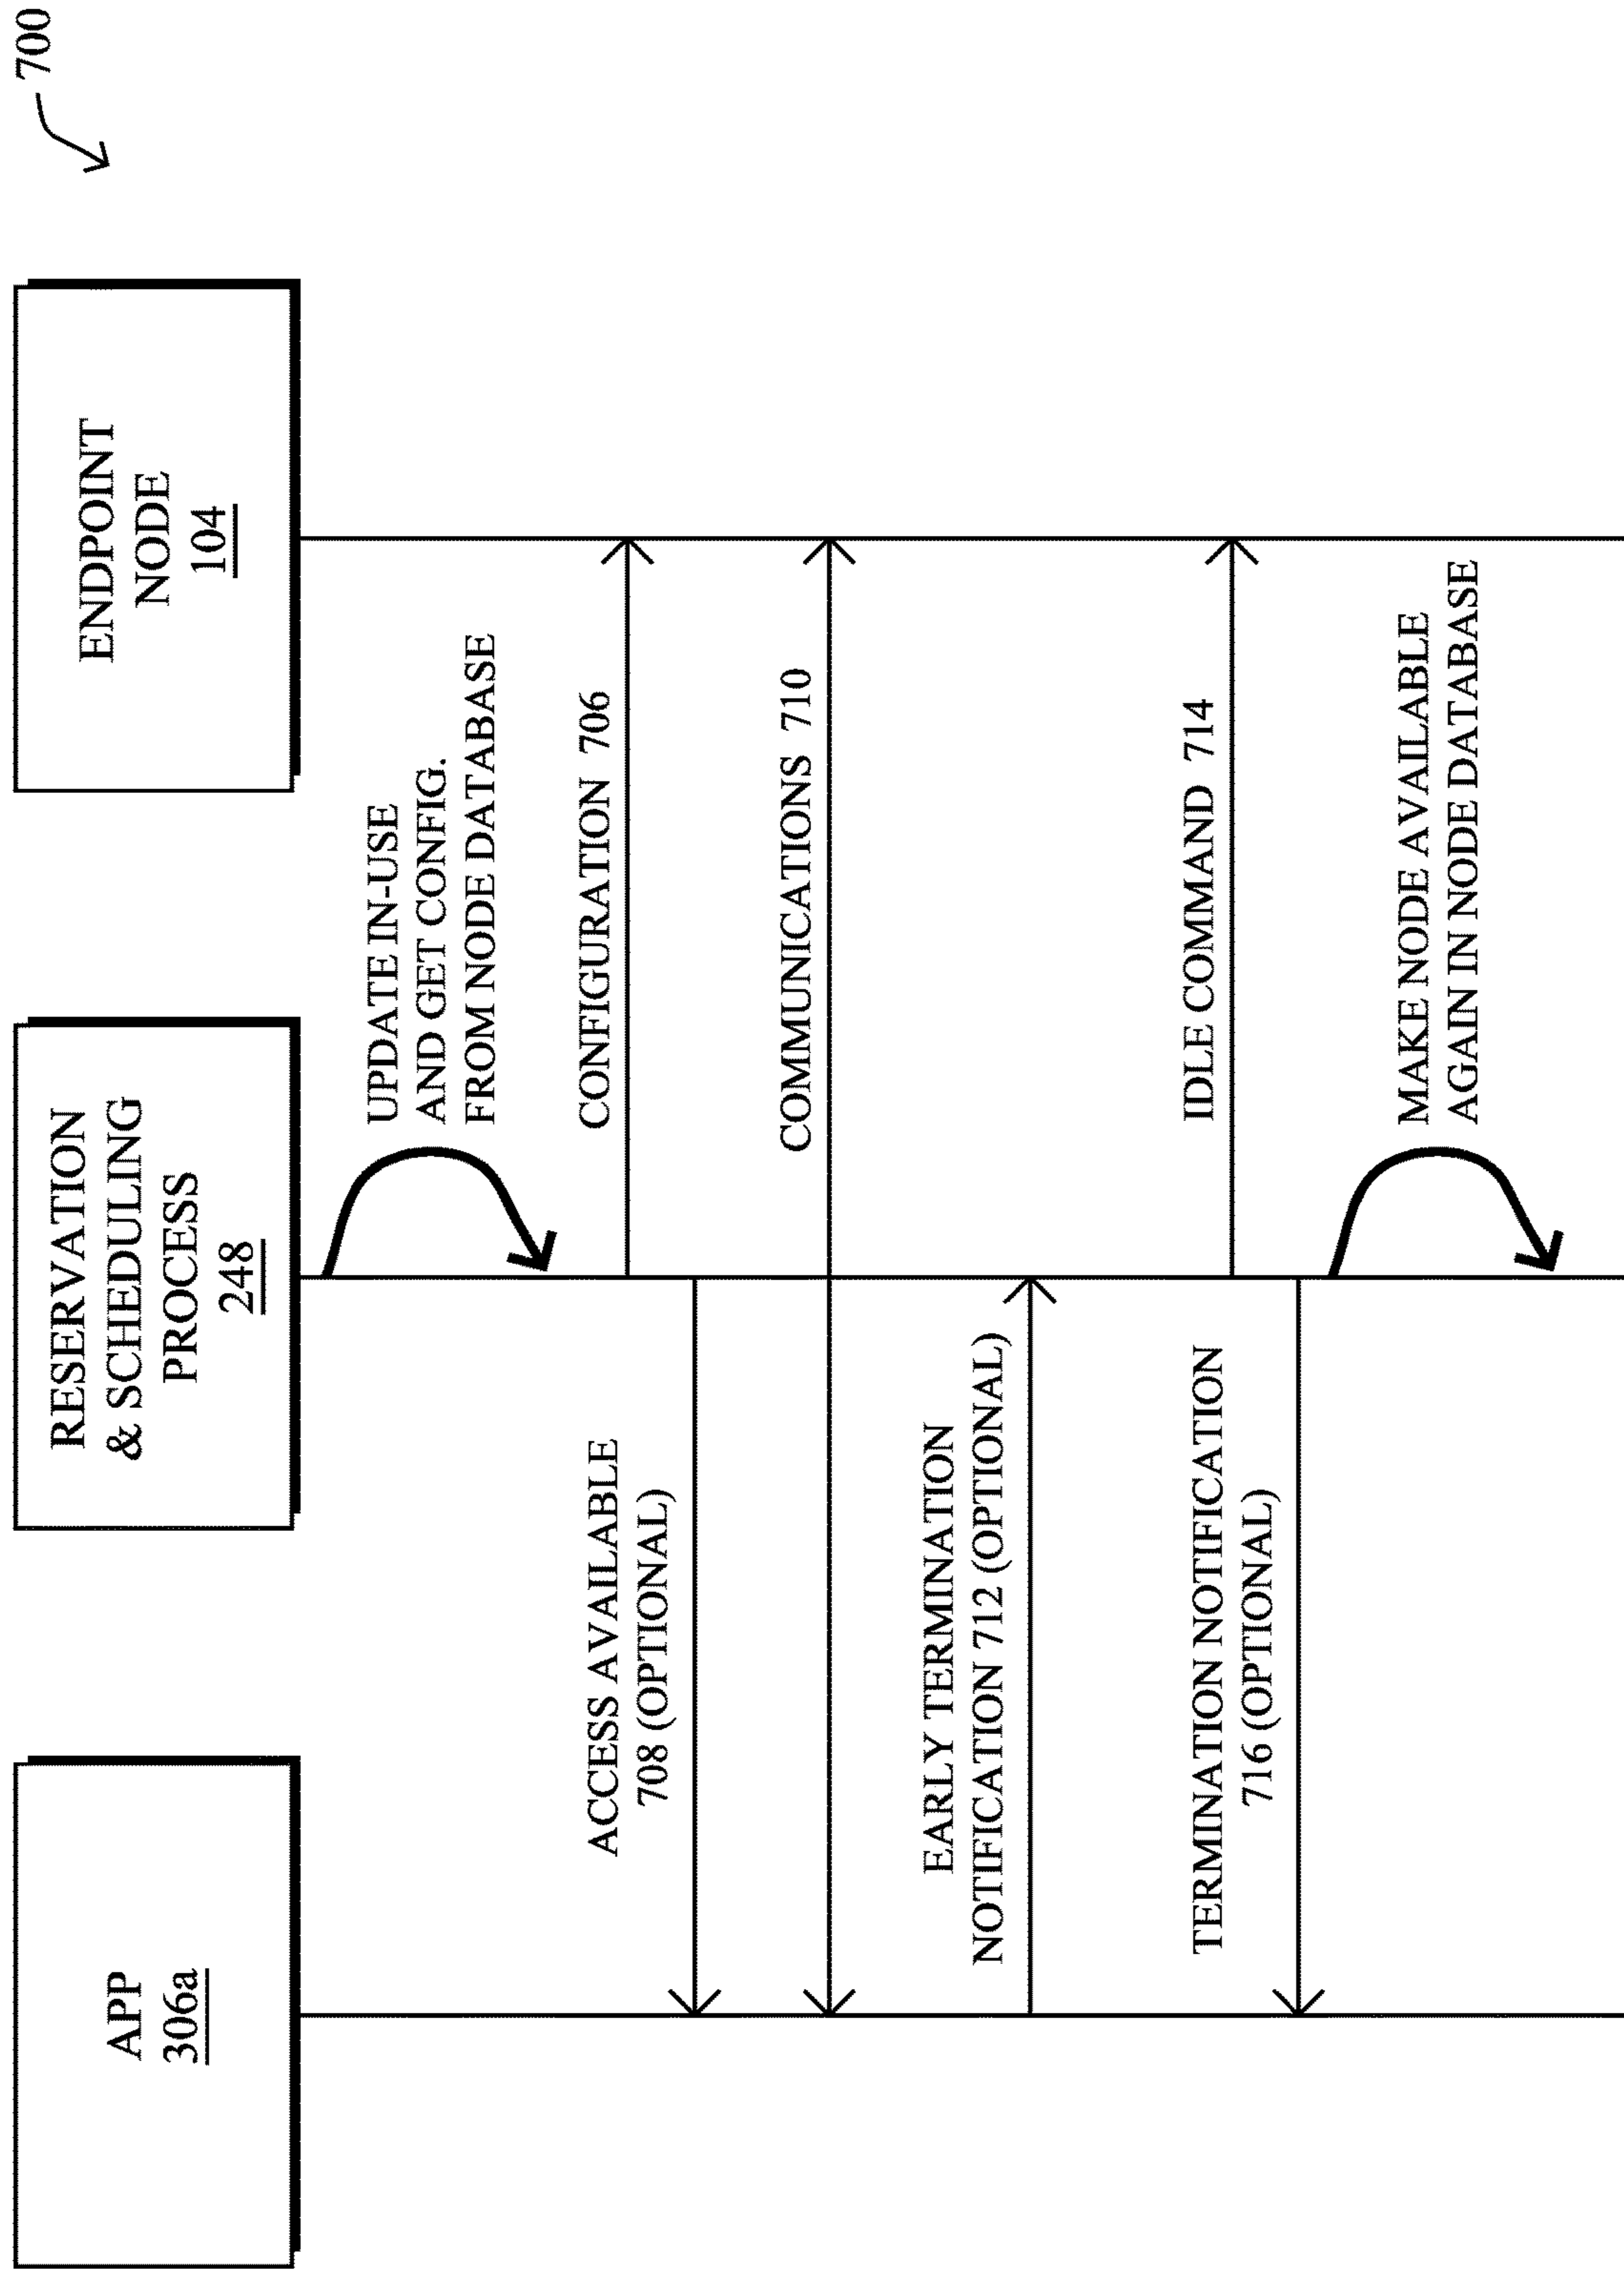 700
APP
306a
RESERVATION
& SCHEDULING
PROCESS
248
ENDPOINT
NODE
104
UPDATE IN-USE
AND GET CONFIG.
FROM NODE DATABASE
CONFIGURATION 706
ACCESS AVAILABLE
708 (OPTIONAL)
COMMUNICATIONS 710
EARLY TERMINATION
NOTIFICATION 712 (OPTIONAL)
IDLE COMMAND 714
TERMINATION NOTIFICATION
716 (OPTIONAL)
MAKE NODE AVAILABLE
AGAIN IN NODE DATABASE